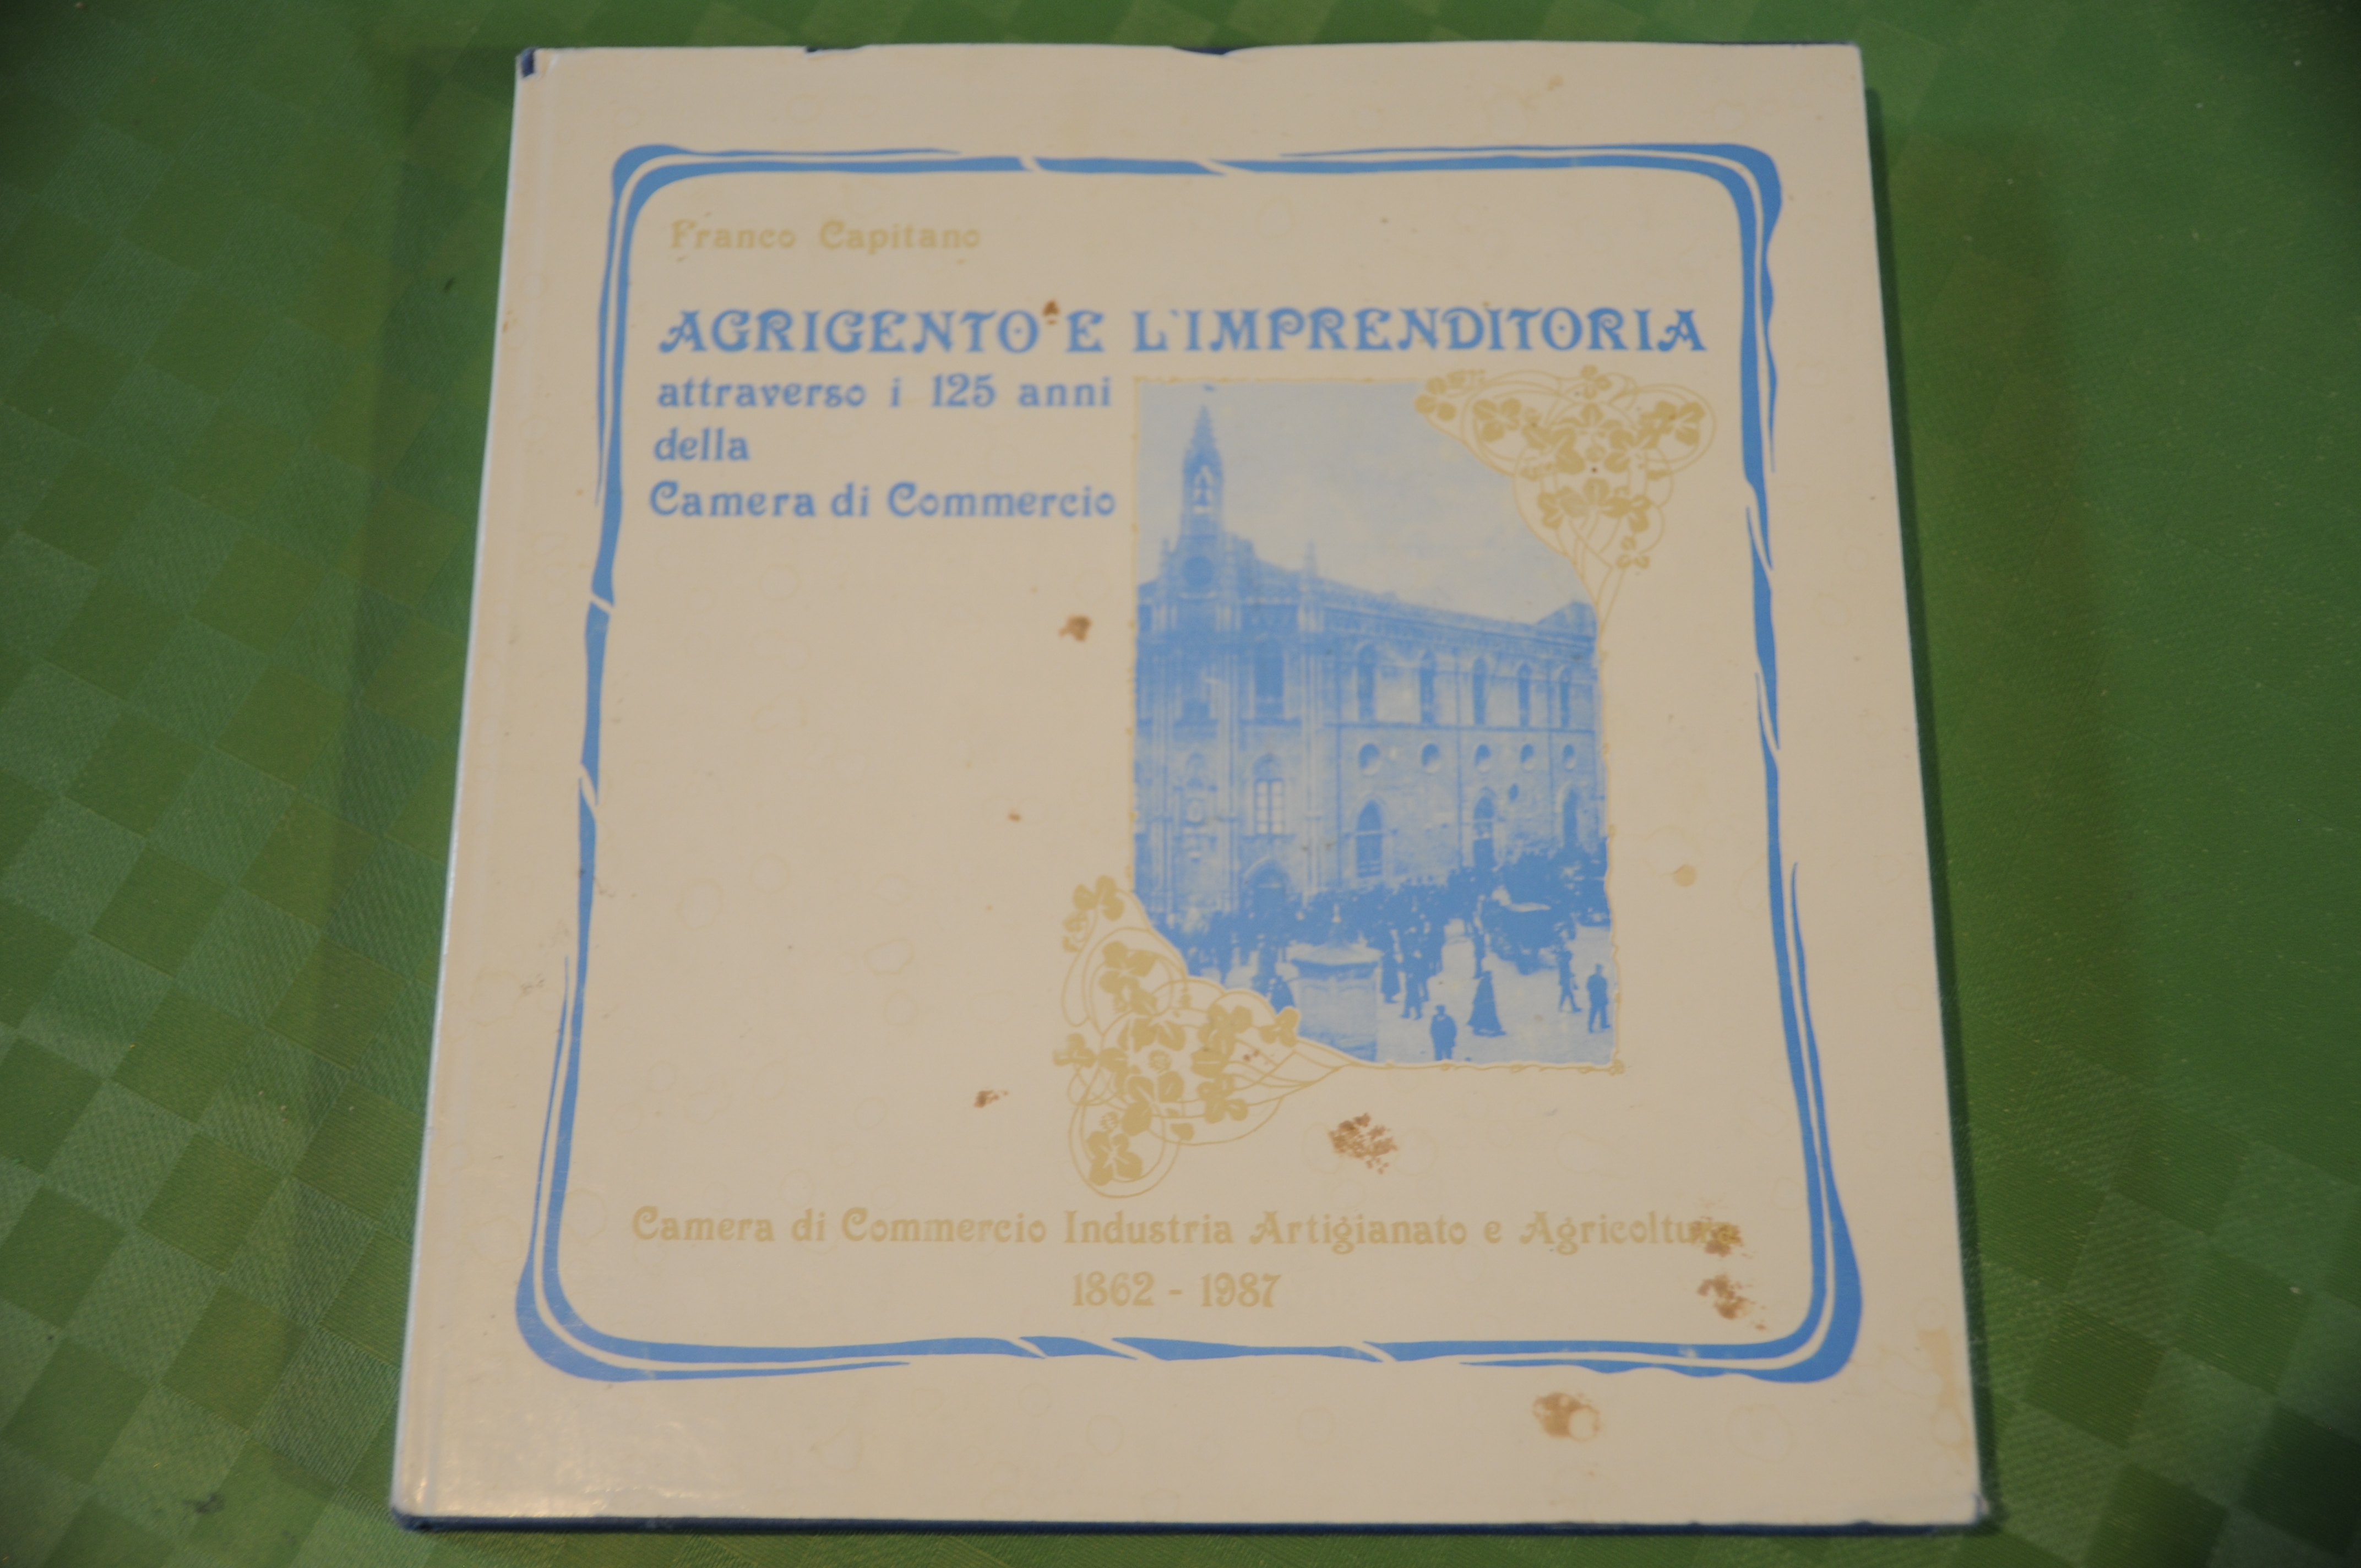 Franco Capitano
AGRIGENTO E L'IMPRENDITORIA
attraverso i 125 anni
della
Camera di Commercio
Camera di Commercio Industria Artigianato e Agricoltura
1862 - 1987